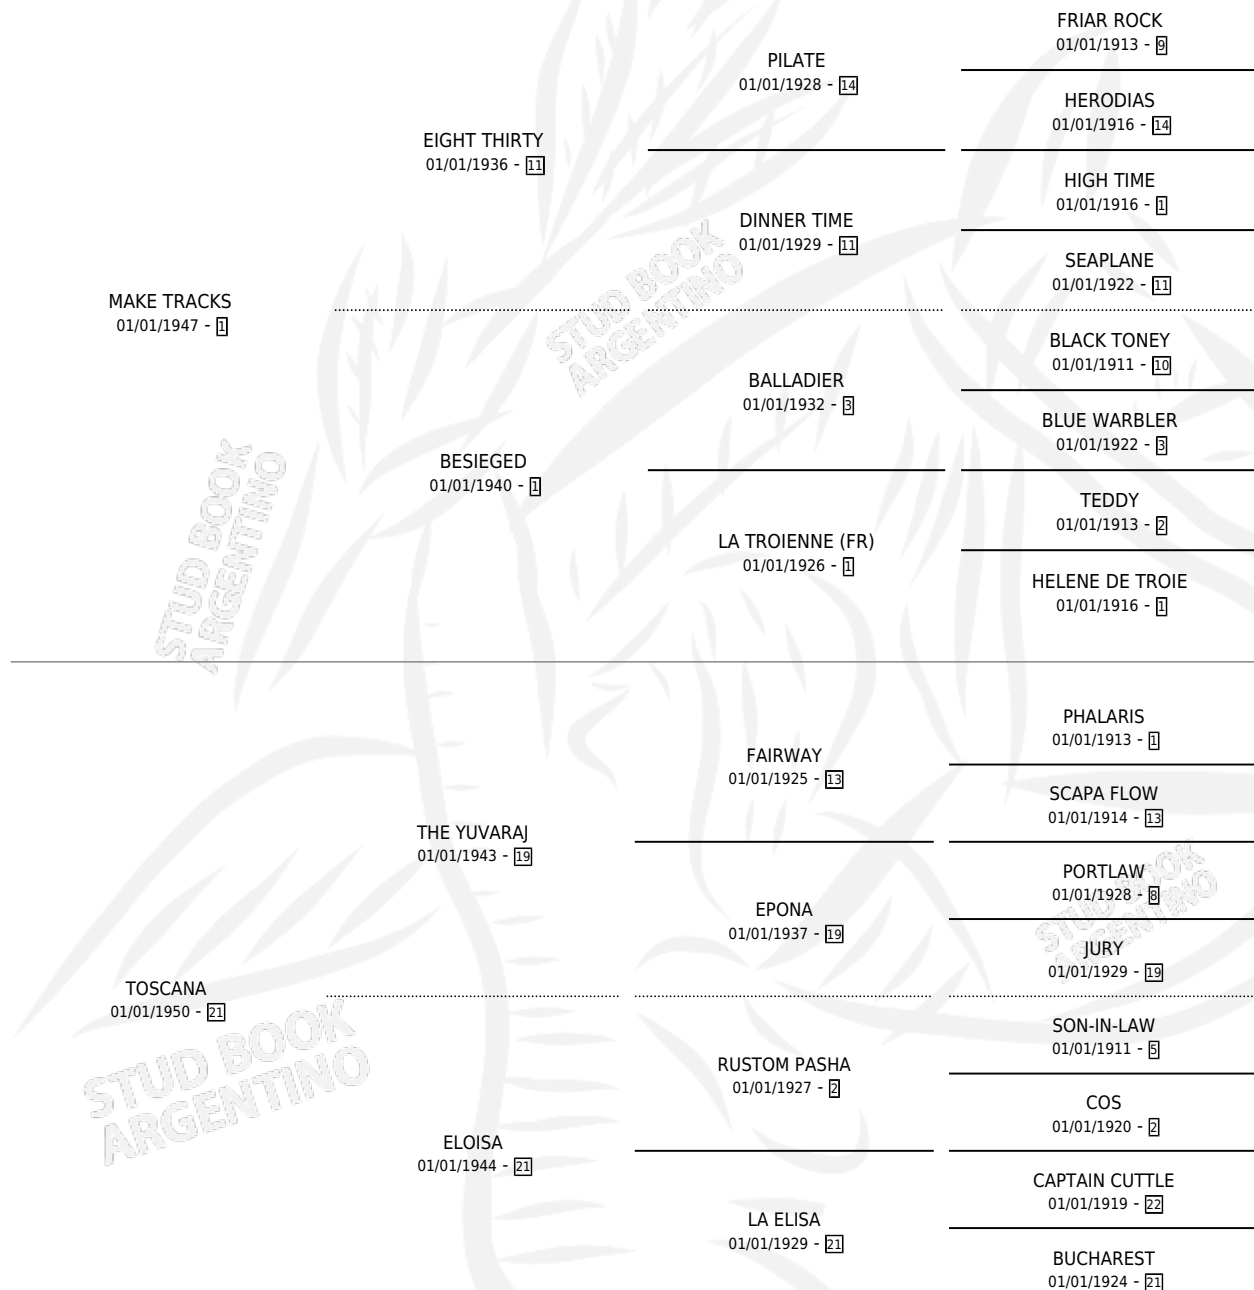 FRIAR ROCK
01/01/1913 - 9
PILATE
01/01/1928 - 14
HERODIAS
01/01/1916 - 14
EIGHT THIRTY
01/01/1936 - 11
HIGH TIME
01/01/1916 - 1
DINNER TIME
01/01/1929 - 11
SEAPLANE
01/01/1922 - 11
MAKE TRACKS
01/01/1947 - 1
BLACK TONEY
01/01/1911 - 10
BALLADIER
01/01/1932 - 3
BLUE WARBLER
01/01/1922 - 3
BESIEGED
01/01/1940 - 1
TEDDY
01/01/1913 - 2
LA TROIENNE (FR)
01/01/1926 - 1
HELENE DE TROIE
01/01/1916 - 1
PHALARIS
01/01/1913 - 1
FAIRWAY
01/01/1925 - 13
SCAPA FLOW
01/01/1914 - 13
THE YUVARAJ
01/01/1943 - 19
PORTLAW
01/01/1928 - 8
EPONA
01/01/1937 - 19
JURY
01/01/1929 - 19
TOSCANA
01/01/1950 - 21
SON-IN-LAW
01/01/1911 - 5
RUSTOM PASHA
01/01/1927 - 2
COS
01/01/1920 - 2
ELOISA
01/01/1944 - 21
CAPTAIN CUTTLE
01/01/1919 - 22
LA ELISA
01/01/1929 - 21
BUCHAREST
01/01/1924 - 21
STUD BOOK
ARGENTINO
STUD BOOK
ARGENTINO
STUD BOOK
ARGENTINO
STUD BOOK
ARGENTINO